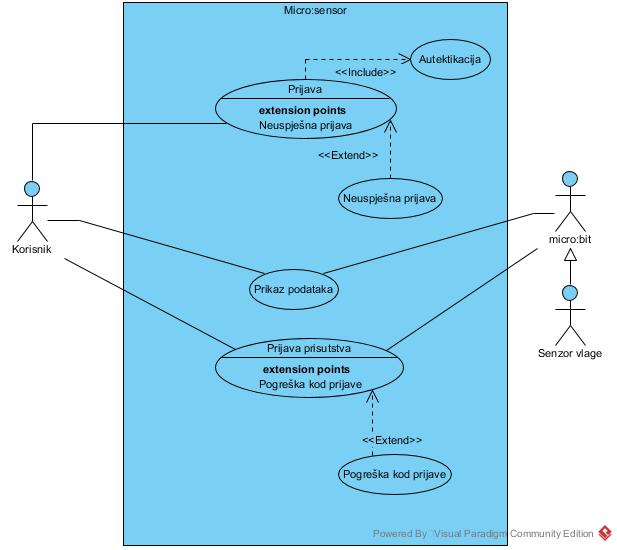 Micro:sensor
Autektikacija
<<Include>>
Prijava
extension points
Neuspješna prijava
<<Extend>>
Neuspješna prijava
Korisnik
micro:bit
Prikaz podataka
Senzor vlage
Prijava prisutstva
extension points
Pogreška kod prijave
<<Extend>>
Pogreška kod prijave
Powered By Visual Paradigm Community Edition